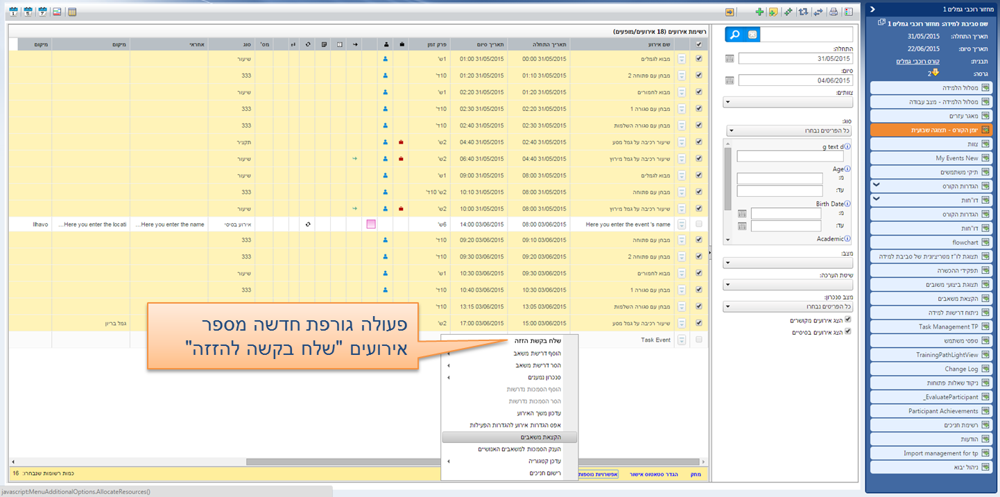 מחזור רוכבי גמלים 1
שם סביבת למידה: מחזור רוכבי גמלים 1
תאריך התחלה: 31/05/2015
תאריך סיום: 22/06/2015
תבנית: קורס רוכבי גמלים
גרסה: 2
מסלול הלמידה
מסלול הלמידה - מצב עבודה
מאגר עזרים
יומן הקורס - תצוגה שבועית
צוות
My Events New
תיקי משתמשים
הגדרות הקורס
דו"חות
הגדרות הקורס
דו"חות
flowchart
תצוגת לו"ז מטריציונית של סביבת למידה
תפקידי ההכשרה
תצוגת ביצועי משובים
הקצאת משאבים
ניתוח דרישות למידה
Task Management TP
טפסי משתמש
TrainingPathLightView
Change Log
ניקוד שאלות פתוחות
_EvaluateParticipant
Participant Achievements
רשימת חניכים
הודעות
Import management for tp
ניהול יבוא
התחלה:
31/05/2015
סיום:
04/06/2015
צוותים:
סוג:
כל הפריטים נבחרו
g text d
Age
מ:
עד:
Birth Date
מ:
עד:
Academic
מצב:
שיטת הערכה:
מצב סנכרון:
כל הפריטים נבחרו
הצג אירועים מקושרים
הצג אירועים בסיסיים
רשימת אירועים (18 אירועים/מופעים)
שם אירוע תאריך התחלה תאריך סיום פרק זמן מס' סוג אחראי מיקום מיקום
מבוא לגמלים 00:00 31/05/2015 01:00 31/05/2015 1ש' שיעור
מבחן עם פתוחה 2 01:10 31/05/2015 01:20 31/05/2015 10ד' 333
מבוא לחמורים 01:20 31/05/2015 02:20 31/05/2015 1ש' שיעור
מבחן עם סגורה 1 02:20 31/05/2015 02:30 31/05/2015 10ד' 333
מבחן עם סגורה השלמות 02:30 31/05/2015 02:40 31/05/2015 10ד' 333
שיעור רכיבה על גמל מסע 02:40 31/05/2015 04:40 31/05/2015 2ש' תקציר
שיעור רכיבה על גמל מירוץ 04:40 31/05/2015 06:40 31/05/2015 2ש' שיעור
מבוא לגמלים 08:00 31/05/2015 09:00 31/05/2015 1ש' שיעור
מבחן עם פתוחה 08:00 31/05/2015 10:10 31/05/2015 2ש' 10ד' 333
שיעור רכיבה על גמל מירוץ 08:00 31/05/2015 10:00 31/05/2015 2ש' שיעור
Here you enter the event 's name 08:00 03/06/2015 14:00 03/06/2015 6ש' אירוע בסיסי Here you enter the name... Here you enter the locati... Ilhavo
מבחן עם פתוחה 09:10 03/06/2015 09:20 03/06/2015 10ד' 333
מבחן עם פתוחה 2 09:20 03/06/2015 09:30 03/06/2015 10ד' 333
מבוא לחמורים 09:30 03/06/2015 10:30 03/06/2015 1ש' שיעור
מבחן עם סגורה 1 10:30 03/06/2015 10:40 03/06/2015 10ד' 333
מבחן עם סגורה השלמות 13:05 03/06/2015 13:15 03/06/2015 10ד'
שיעור רכיבה על גמל מסע 15:00 03/06/2015 17:00 03/06/2015 2ש' גמל בריון
Task Event
פעולה גורפת חדשה מספר
אירועים "שלח בקשה להזזה"
שלח בקשת הזזה
הוסף דרישת משאב
הסר דרישת משאב
סנכרון נמענים
הוסף הסמכות נדרשות
הסר הסמכות נדרשות
עדכון משך האירוע
אפס הגדרות אירוע להגדרות הפעילות
הקצאת משאבים
הענק הסמכות למשאבים האנושיים
עדכן קטגוריה
רישום חניכים
מחק הגדר סטאטוס אישור אפשרויות נוספות
כמות רשומות שנבחרו: 16
javascript:MenuAdditionalOptions.AllocateResources()